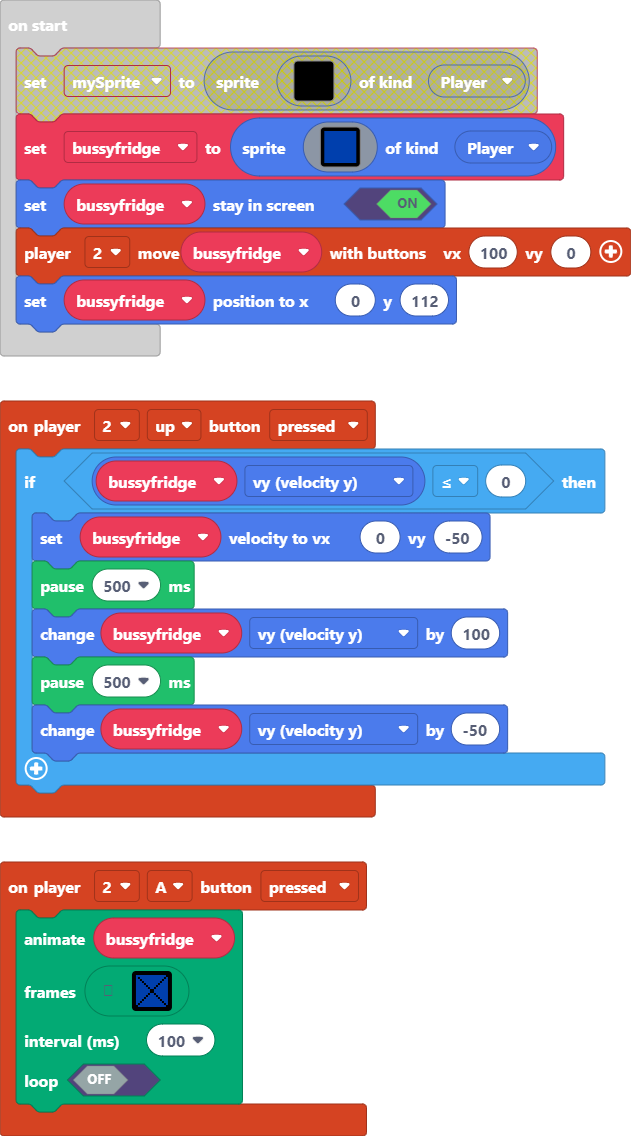 on start
set mySprite to sprite of kind Player
set bussyfridge to sprite of kind Player
set bussyfridge stay in screen ON
player 2 move bussyfridge with buttons vx 100 vy 0
set bussyfridge position to x 0 y 112
on player 2 up button pressed
if bussyfridge vy (velocity y) ≤ 0 then
set bussyfridge velocity to vx 0 vy -50
pause 500 ms
change bussyfridge vy (velocity y) by 100
pause 500 ms
change bussyfridge vy (velocity y) by -50
on player 2 A button pressed
animate bussyfridge
frames
interval (ms) 100
loop OFF